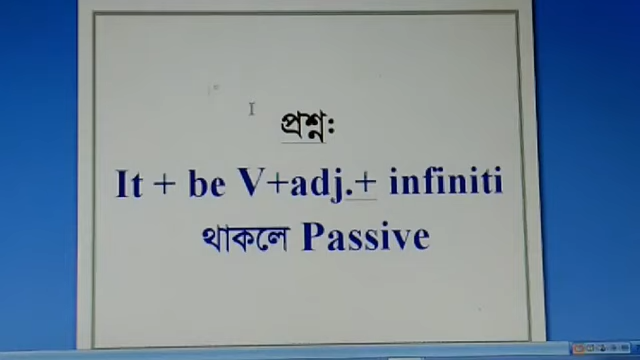 প্রশ্নঃ
It + be V+adj.+ infiniti
থাকলে Passive